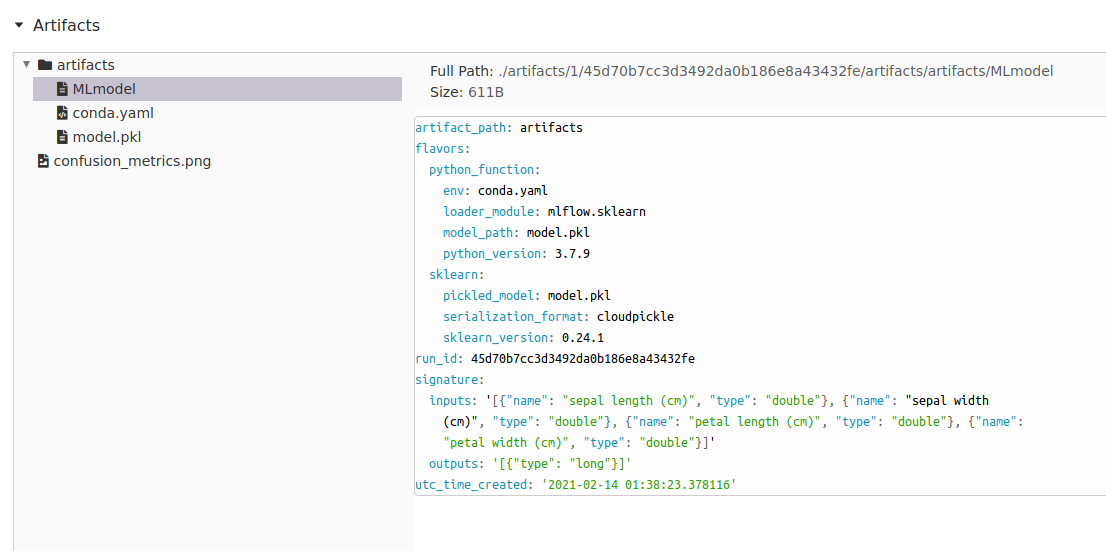 Artifacts
artifacts
MLmodel
conda.yaml
model.pkl
confusion_metrics.png
Full Path: ./artifacts/1/45d70b7cc3d3492da0b186e8a43432fe/artifacts/artifacts/MLmodel
Size: 611B
artifact_path: artifacts
flavors:
  python_function:
    env: conda.yaml
    loader_module: mlflow.sklearn
    model_path: model.pkl
    python_version: 3.7.9
  sklearn:
    pickled_model: model.pkl
    serialization_format: cloudpickle
    sklearn_version: 0.24.1
run_id: 45d70b7cc3d3492da0b186e8a43432fe
signature:
  inputs: '[{"name": "sepal length (cm)", "type": "double"}, {"name": "sepal width
    (cm)", "type": "double"}, {"name": "petal length (cm)", "type": "double"}, {"name":
    "petal width (cm)", "type": "double"}]'
  outputs: '[{"type": "long"}]'
utc_time_created: '2021-02-14 01:38:23.378116'